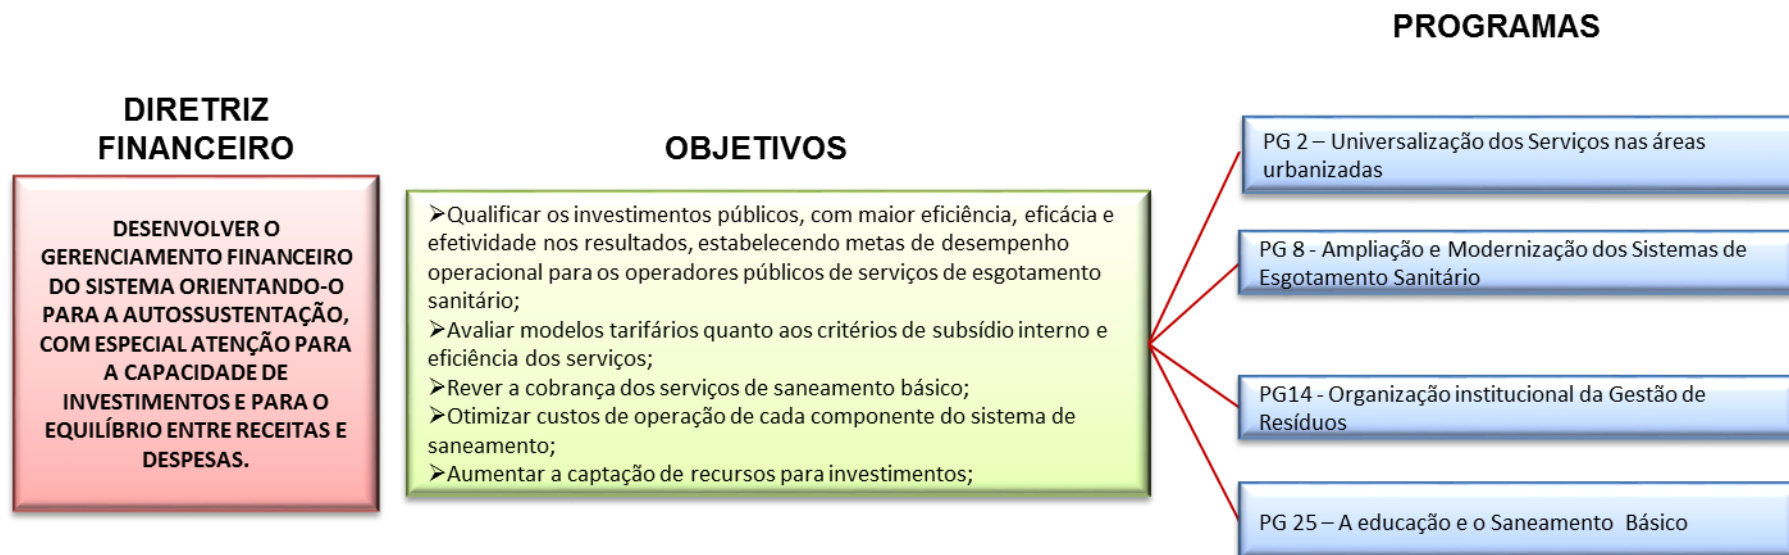 DIRETRIZ
FINANCEIRO
DESENVOLVER O
GERENCIAMENTO FINANCEIRO
DO SISTEMA ORIENTANDO-O
PARA A AUTOSSUSTENTAÇÃO,
COM ESPECIAL ATENÇÃO PARA
A CAPACIDADE DE
INVESTIMENTOS E PARA O
EQUILÍBRIO ENTRE RECEITAS E
DESPESAS.
OBJETIVOS
➢Qualificar os investimentos públicos, com maior eficiência, eficácia e
efetividade nos resultados, estabelecendo metas de desempenho
operacional para os operadores públicos de serviços de esgotamento
sanitário;
➢Avaliar modelos tarifários quanto aos critérios de subsídio interno e
eficiência dos serviços;
➢Rever a cobrança dos serviços de saneamento básico;
➢Otimizar custos de operação de cada componente do sistema de
saneamento;
➢Aumentar a captação de recursos para investimentos;
PROGRAMAS
PG 2 – Universalização dos Serviços nas áreas
urbanizadas
PG 8 - Ampliação e Modernização dos Sistemas de
Esgotamento Sanitário
PG14 - Organização institucional da Gestão de
Resíduos
PG 25 – A educação e o Saneamento Básico